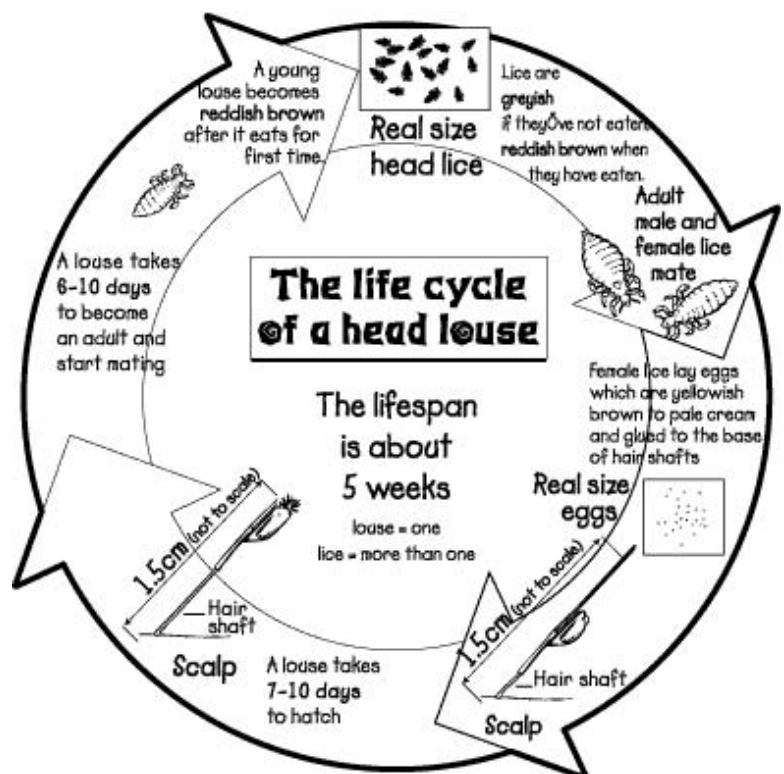 The life cycle
of a head louse
The lifespan
is about
5 weeks
louse = one
lice = more than one
Real size
head lice
Lice are
greyish
if theyÕve not eaten,
reddish brown when
they have eaten.
Adult
male and
female lice
mate
Female lice lay eggs
which are yellowish
brown to pale cream
and glued to the base
of hair shafts
Real size
eggs
1.5cm (not to scale)
Hair shaft
Scalp
A louse takes
7-10 days
to hatch
1.5cm (not to scale)
Hair
shaft
Scalp
A louse takes
6-10 days
to become
an adult and
start mating
A young
louse becomes
reddish brown
after it eats for
first time.